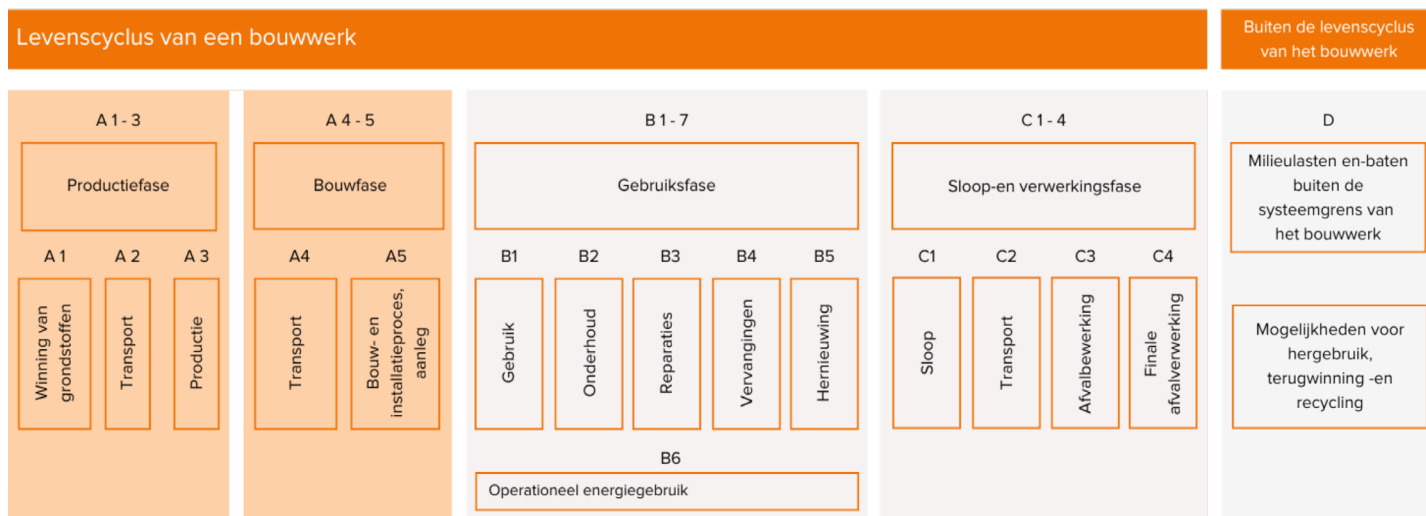 Levenscyclus van een bouwwerk
Buiten de levenscyclus
van het bouwwerk
A 1 - 3
A 4 - 5
B 1 - 7
C 1 - 4
D
Productiefase
Bouwfase
Gebruiksfase
Sloop-en verwerkingsfase
Milieulasten en-baten
buiten de
systeemgrens van
het bouwwerk
A 1
A 2
A 3
A4
A5
B1
B2
B3
B4
B5
C1
C2
C3
C4
Winning van
grondstoffen
Transport
Productie
Transport
Bouw- en
installatieproces,
aanleg
Gebruik
Onderhoud
Reparaties
Vervangingen
Hernieuwing
Sloop
Transport
Afvalbewerking
Finale
afvalverwerking
Mogelijkheden voor
hergebruik,
terugwinning -en
recycling
B6
Operationeel energiegebruik